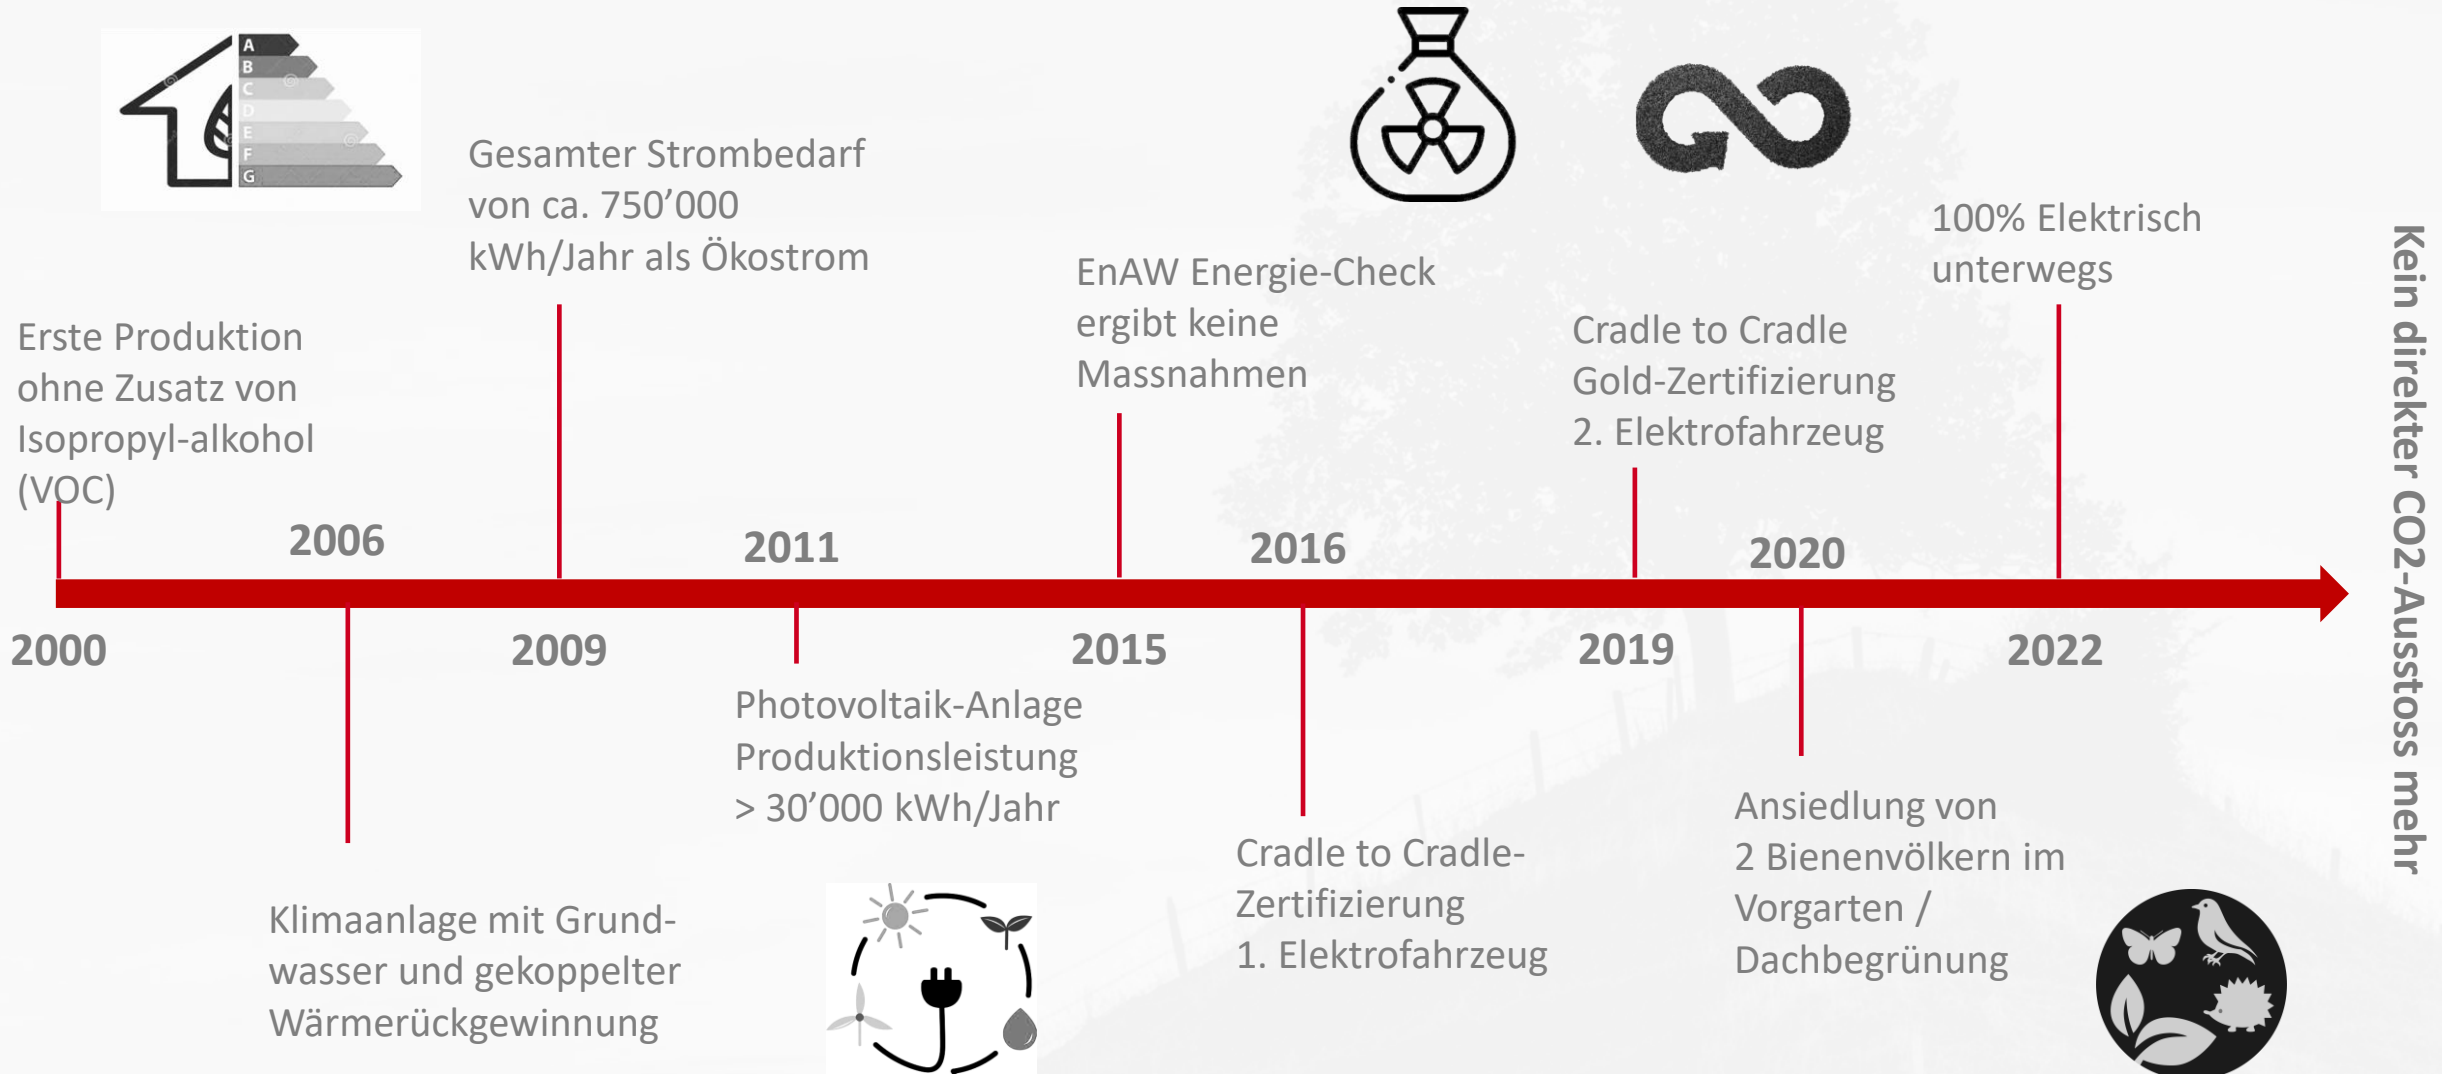 A
B
C
D
E
F
G
Erste Produktion
ohne Zusatz von
Isopropyl-alkohol
(VOC)
2000
2006
Klimaanlage mit Grund-
wasser und gekoppelter
Wärmerückgewinnung
Gesamter Strombedarf
von ca. 750’000
kWh/Jahr als Ökostrom
2009
2011
Photovoltaik-Anlage
Produktionsleistung
> 30’000 kWh/Jahr
EnAW Energie-Check
ergibt keine
Massnahmen
2015
2016
Cradle to Cradle-
Zertifizierung
1. Elektrofahrzeug
Cradle to Cradle
Gold-Zertifizierung
2. Elektrofahrzeug
2019
2020
Ansiedlung von
2 Bienenvölkern im
Vorgarten /
Dachbegrünung
100% Elektrisch
unterwegs
2022
Kein direkter CO2-Ausstoss mehr